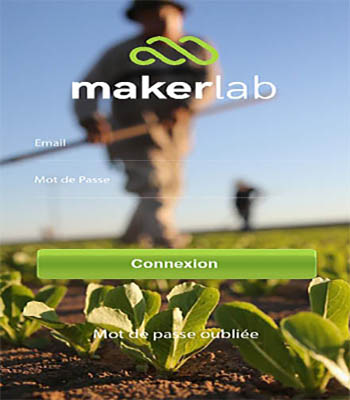 makerlab
Email
Mot de Passe
Connexion
Mot de passe oubliée